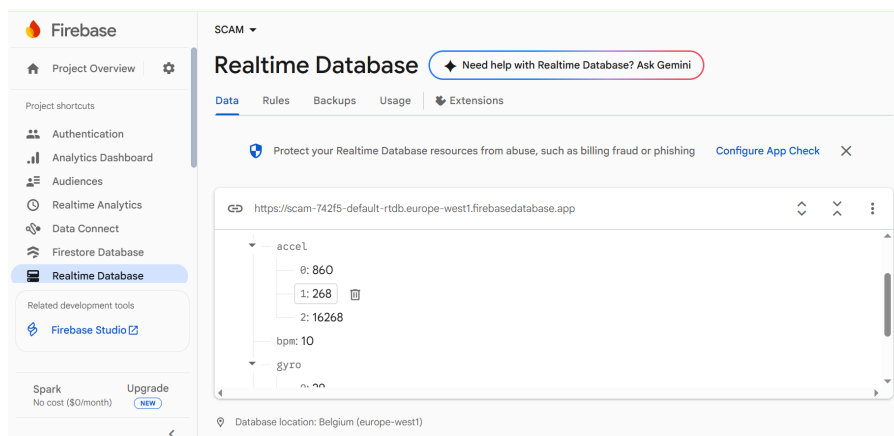 Firebase
Project Overview
Project shortcuts
Authentication
Analytics Dashboard
Audiences
Realtime Analytics
Data Connect
Firestore Database
Realtime Database
Related development tools
Firebase Studio
Spark
No cost ($0/month)
Upgrade
NEW
SCAM
Realtime Database
Need help with Realtime Database? Ask Gemini
Data Rules Backups Usage Extensions
Protect your Realtime Database resources from abuse, such as billing fraud or phishing Configure App Check
https://scam-742f5-default-rtdb.europe-west1.firebasedatabase.app
accel
0: 860
1: 268
2: 16268
bpm: 10
gyro
Database location: Belgium (europe-west1)